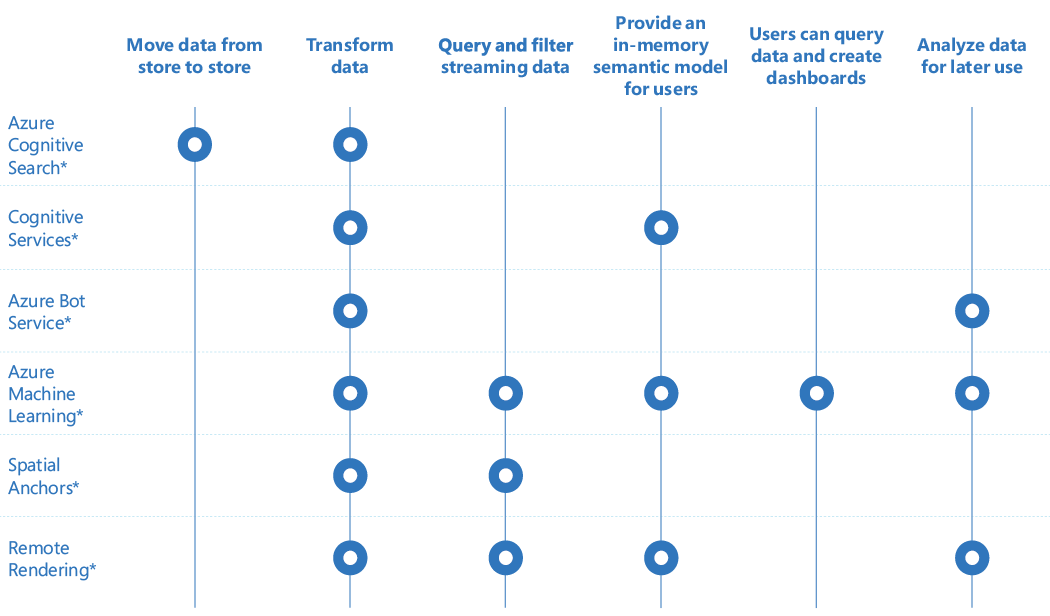 Move data from
store to store
Transform
data
Query and filter
streaming data
Provide an
in-memory
semantic model
for users
Users can query
data and create
dashboards
Analyze data
for later use
Azure
Cognitive
Search*
Cognitive
Services*
Azure Bot
Service*
Azure
Machine
Learning*
Spatial
Anchors*
Remote
Rendering*